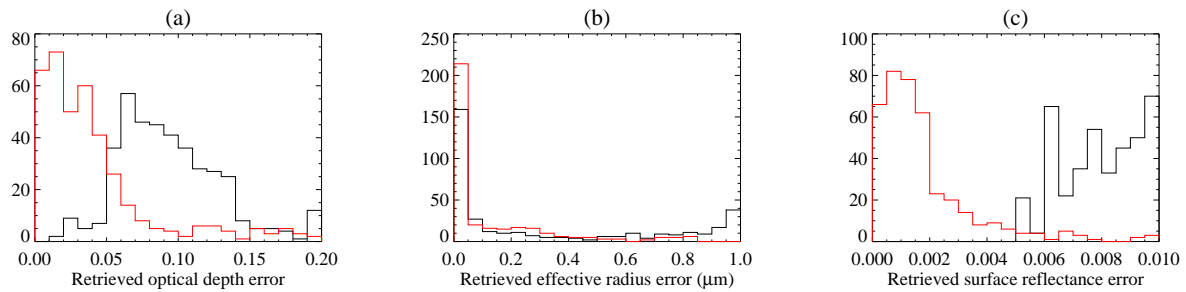 (a)
80
60
40
20
0
0.00 0.05 0.10 0.15 0.20
Retrieved optical depth error
(b)
250
200
150
100
50
0
0.0 0.2 0.4 0.6 0.8 1.0
Retrieved effective radius error (μm)
(c)
100
80
60
40
20
0
0.000 0.002 0.004 0.006 0.008 0.010
Retrieved surface reflectance error